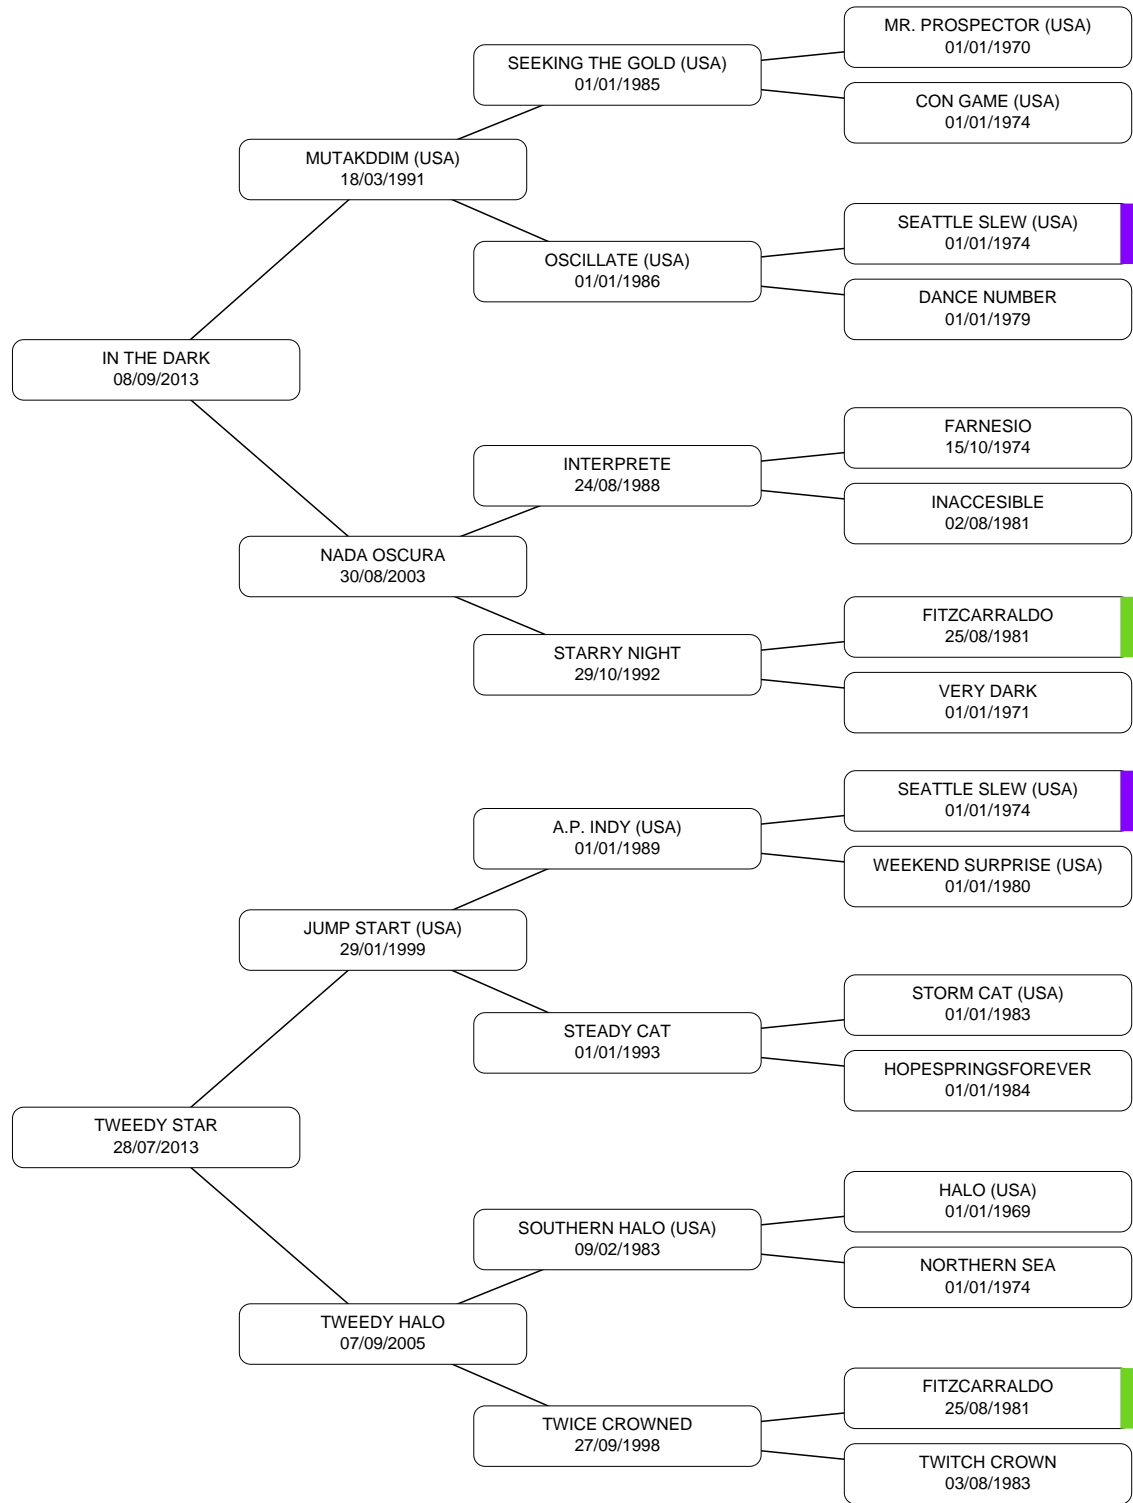 MR. PROSPECTOR (USA)
01/01/1970
SEEKING THE GOLD (USA)
01/01/1985
CON GAME (USA)
01/01/1974
MUTAKDDIM (USA)
18/03/1991
SEATTLE SLEW (USA)
01/01/1974
OSCILLATE (USA)
01/01/1986
DANCE NUMBER
01/01/1979
IN THE DARK
08/09/2013
FARNESIO
15/10/1974
INTERPRETE
24/08/1988
INACCESIBLE
02/08/1981
NADA OSCURA
30/08/2003
FITZCARRALDO
25/08/1981
STARRY NIGHT
29/10/1992
VERY DARK
01/01/1971
SEATTLE SLEW (USA)
01/01/1974
A.P. INDY (USA)
01/01/1989
WEEKEND SURPRISE (USA)
01/01/1980
JUMP START (USA)
29/01/1999
STORM CAT (USA)
01/01/1983
STEADY CAT
01/01/1993
HOPESPRINGSFOREVER
01/01/1984
TWEEDY STAR
28/07/2013
HALO (USA)
01/01/1969
SOUTHERN HALO (USA)
09/02/1983
NORTHERN SEA
01/01/1974
TWEEDY HALO
07/09/2005
FITZCARRALDO
25/08/1981
TWICE CROWNED
27/09/1998
TWITCH CROWN
03/08/1983